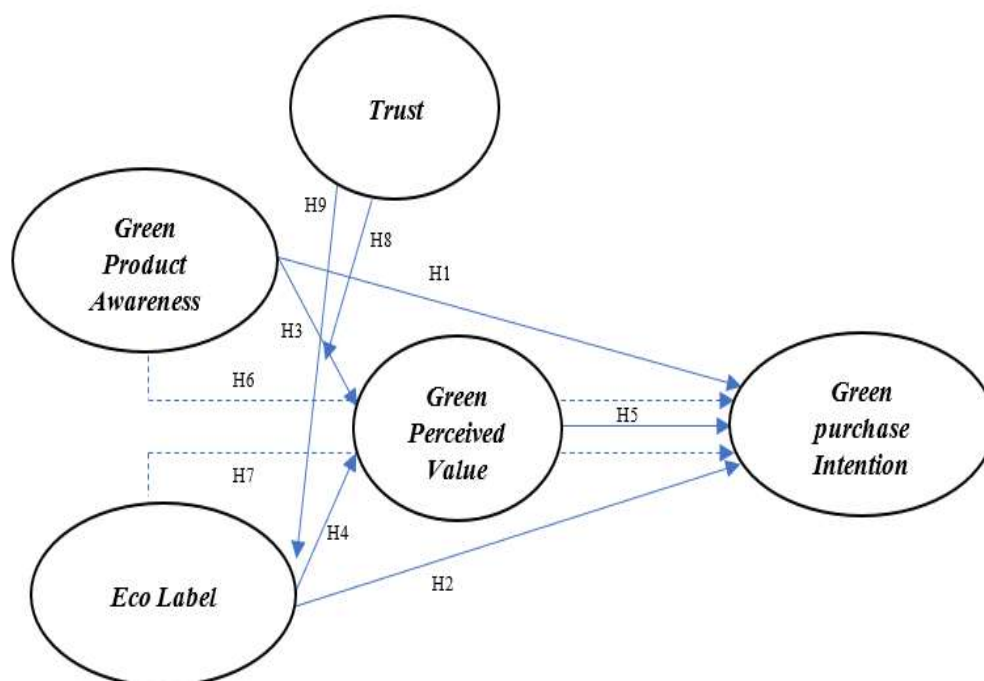 Trust
H9
H8
Green
Product
Awareness
H1
H3
H6
Green
Perceived
Value
H5
Green
purchase
Intention
H7
H4
H2
Eco Label